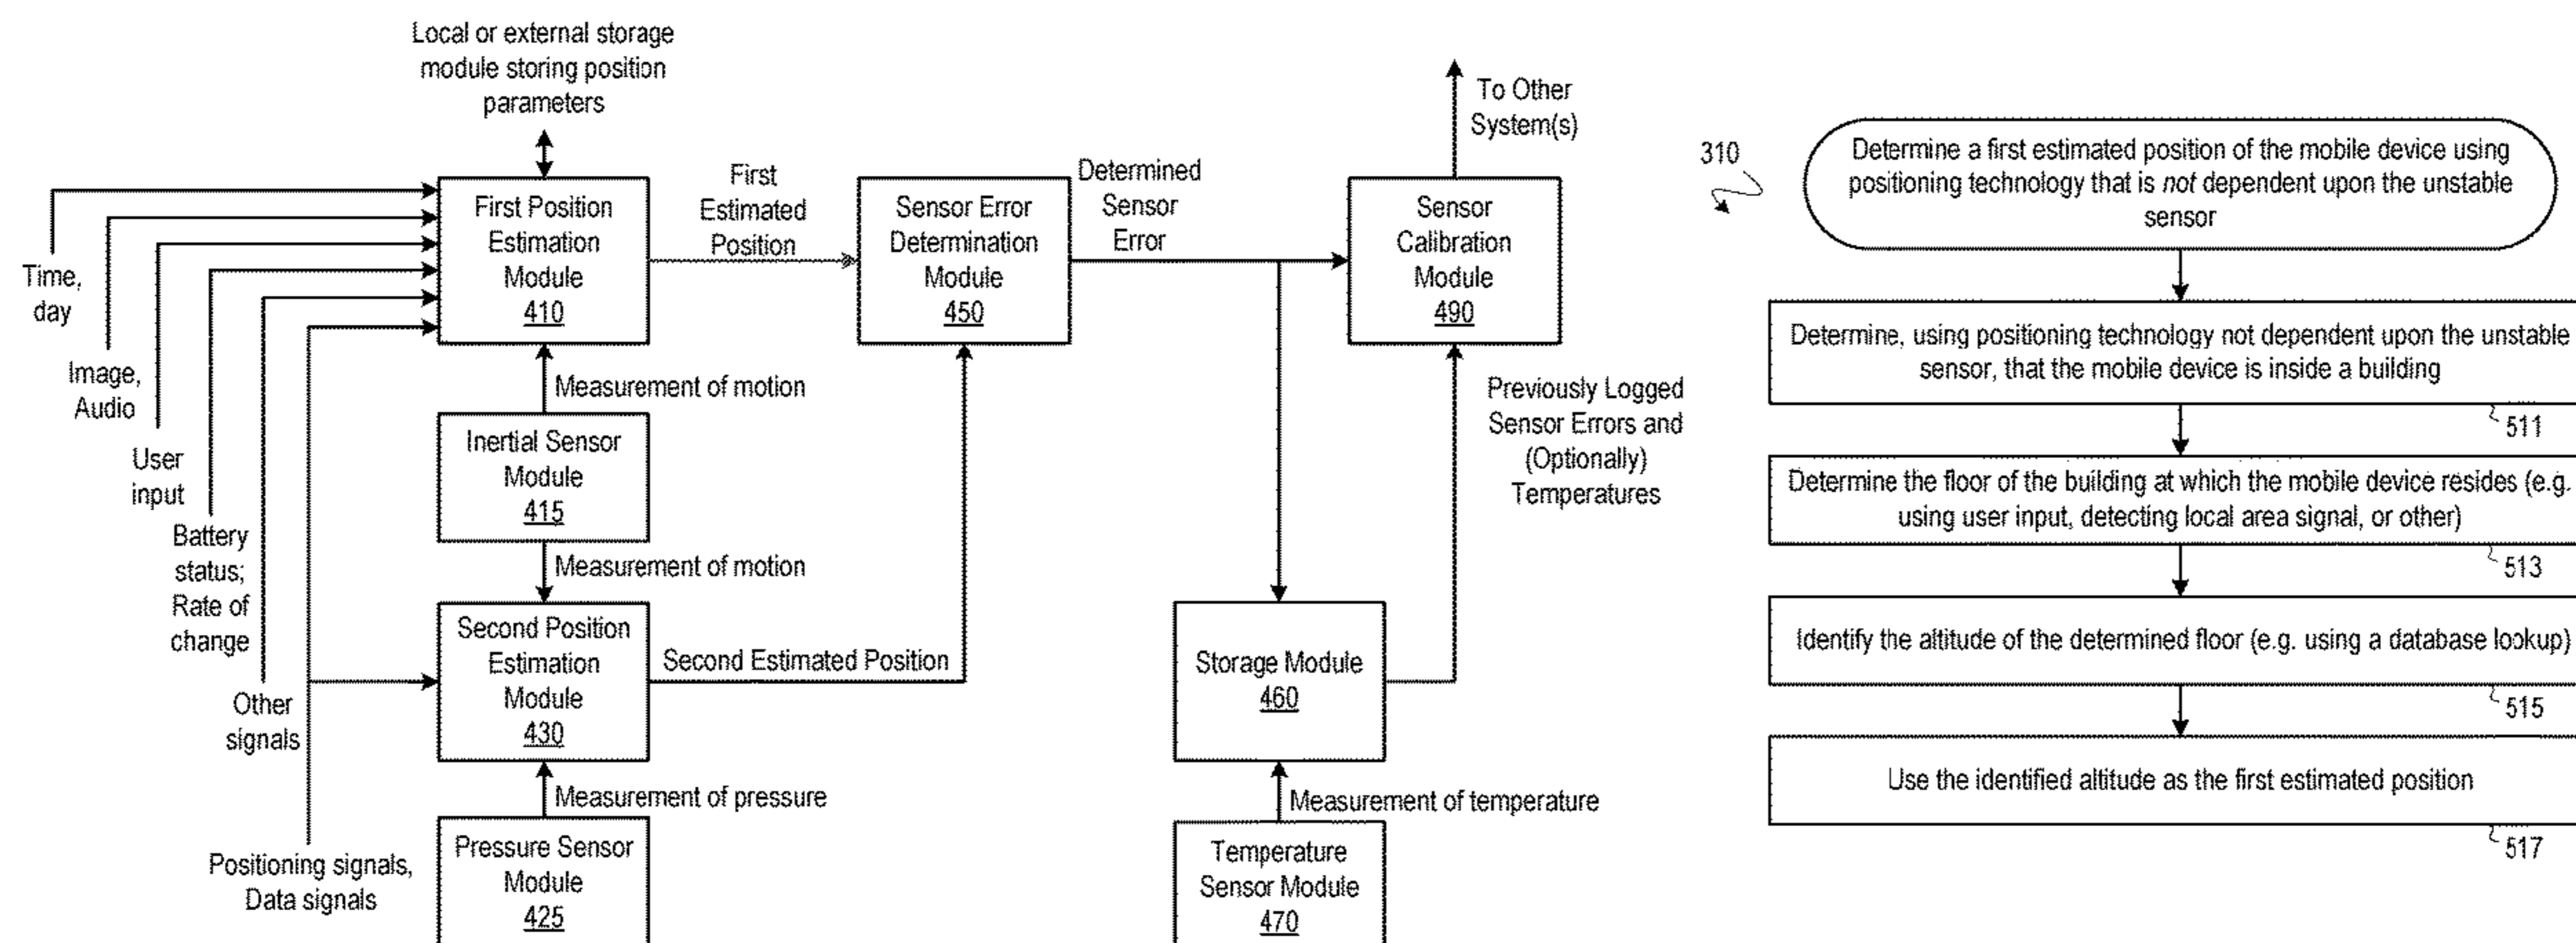 Local or external storage
module storing position
parameters
Time,
day
Image,
Audio
User
input
Battery
status;
Rate of
change
Other
signals
Positioning signals,
Data signals
First Position
Estimation
Module
410
Measurement of motion
Inertial Sensor
Module
415
Measurement of motion
Second Position
Estimation
Module
430
Measurement of pressure
Pressure Sensor
Module
425
First
Estimated
Position
Second Estimated Position
Sensor Error
Determination
Module
450
Determined
Sensor
Error
To Other
System(s)
Sensor
Calibration
Module
490
Previously Logged
Sensor Errors and
(Optionally)
Temperatures
Storage Module
460
Measurement of temperature
Temperature
Sensor Module
470
310
Determine a first estimated position of the mobile device using
positioning technology that is not dependent upon the unstable
sensor
Determine, using positioning technology not dependent upon the unstable
sensor, that the mobile device is inside a building
511
Determine the floor of the building at which the mobile device resides (e.g.
using user input, detecting local area signal, or other)
513
Identify the altitude of the determined floor (e.g. using a database lookup)
515
Use the identified altitude as the first estimated position
517